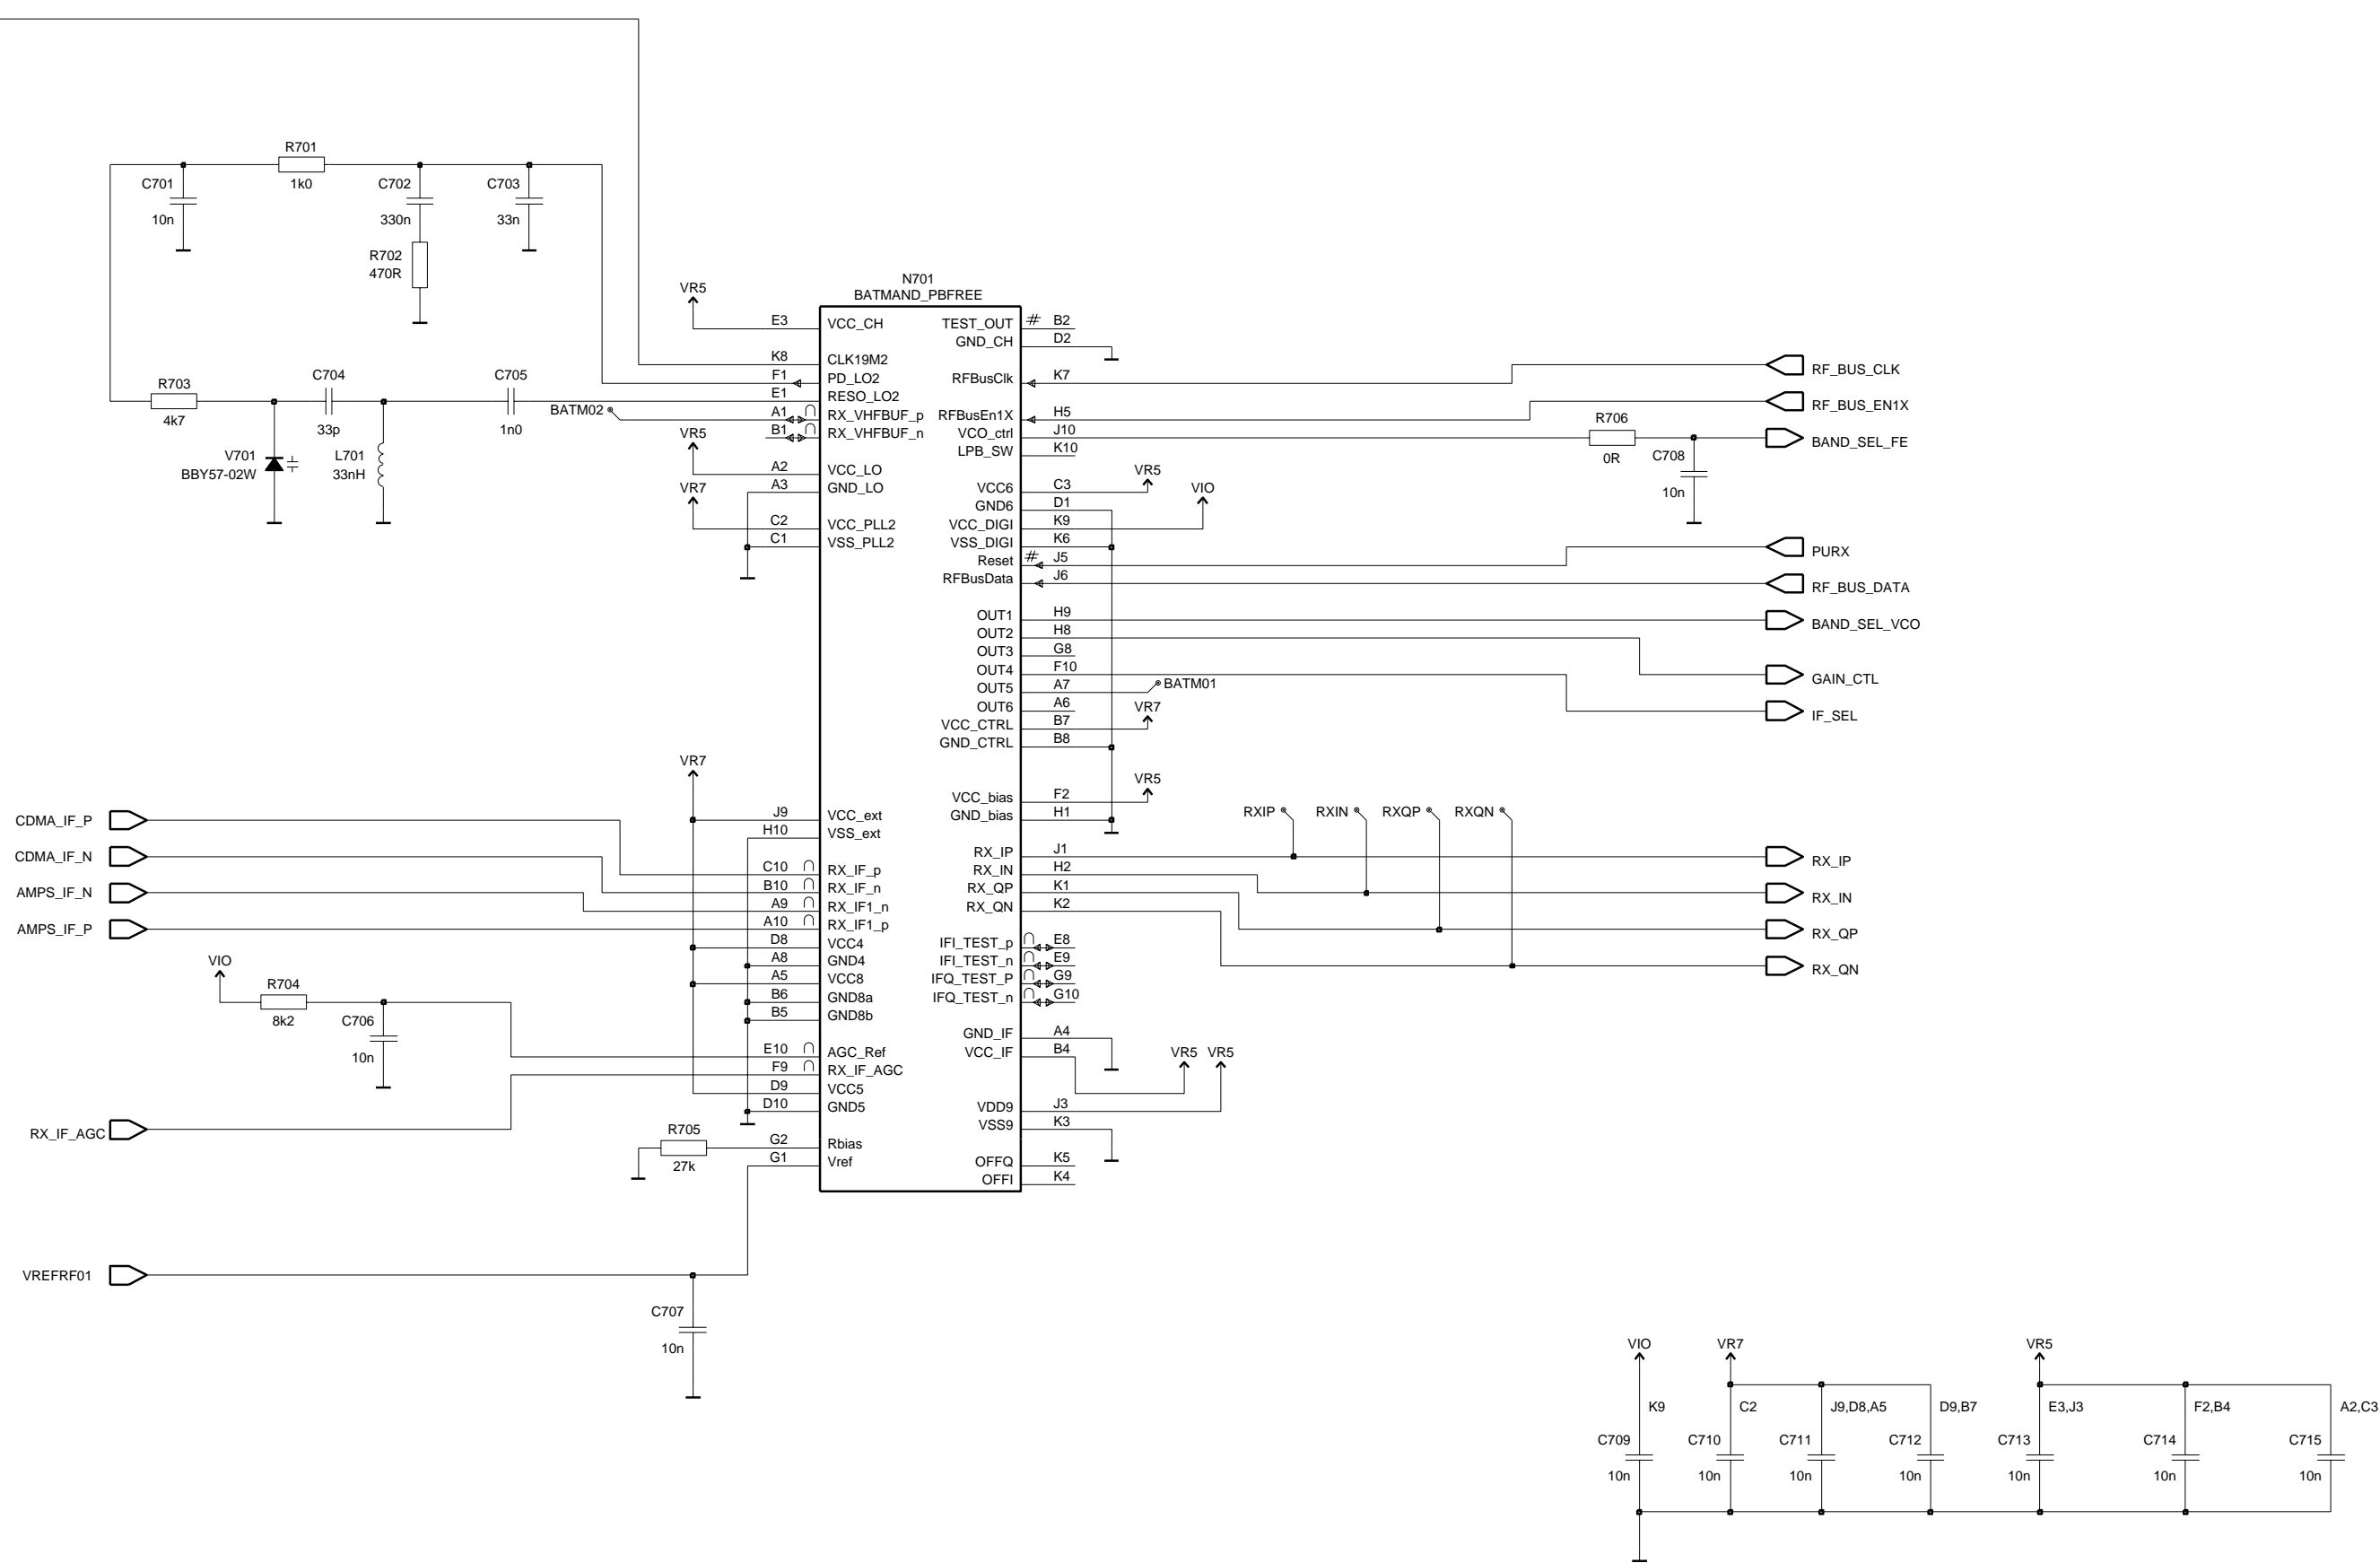 R701
C701
1k0
C702
C703
10n
330n
33n
R702
470R
N701
BATMAND_PBFREE
VR5
E3 VCC_CH
TEST_OUT # B2
GND_CH D2
K8 CLK19M2
F1 PD_LO2
RFBusClk K7
RF_BUS_CLK
R703
C704
C705
E1 RESO_LO2
BATM02
A1 RX_VHFBUF_p
RFBusEn1X H5
RF_BUS_EN1X
4k7
33p
1n0
B1 RX_VHFBUF_n
VCO_ctrl J10
R706
BAND_SEL_FE
VR5
LPB_SW K10
0R
C708
10n
V701
BBY57-02W
L701
33nH
A2 VCC_LO
A3 GND_LO
VR7
VCC6 C3
VR5
VIO
GND6 D1
C2 VCC_PLL2
VCC_DIGI K9
C1 VSS_PLL2
VSS_DIGI K6
Reset # J5
PURX
RFBusData J6
RF_BUS_DATA
OUT1 H9
BAND_SEL_VCO
OUT2 H8
OUT3 G8
OUT4 F10
GAIN_CTL
OUT5 A7
BATM01
OUT6 A6
VR7
IF_SEL
VCC_CTRL B7
GND_CTRL B8
VR7
VR5
VCC_bias F2
GND_bias H1
RXIP
RXIN
RXQP
RXQN
CDMA_IF_P
J9 VCC_ext
H10 VSS_ext
CDMA_IF_N
RX_IP J1
RX_IP
C10 RX_IF_p
RX_IN H2
AMPS_IF_N
B10 RX_IF_n
RX_QP K1
RX_IN
A9 RX_IF1_n
RX_QN K2
AMPS_IF_P
A10 RX_IF1_p
RX_QP
D8 VCC4
IFI_TEST_p E8
A8 GND4
IFI_TEST_n E9
RX_QN
VIO
R704
A5 VCC8
IFQ_TEST_P G9
B6 GND8a
IFQ_TEST_n G10
8k2
C706
B5 GND8b
GND_IF A4
10n
E10 AGC_Ref
VCC_IF B4
VR5
VR5
F9 RX_IF_AGC
D9 VCC5
D10 GND5
VDD9 J3
VSS9 K3
RX_IF_AGC
R705
G2 Rbias
27k
G1 Vref
OFFQ K5
OFFI K4
VREFRF01
C707
10n
VIO
VR7
VR5
K9
C2
J9,D8,A5
D9,B7
E3,J3
F2,B4
A2,C3
C709
C710
C711
C712
C713
C714
C715
10n
10n
10n
10n
10n
10n
10n